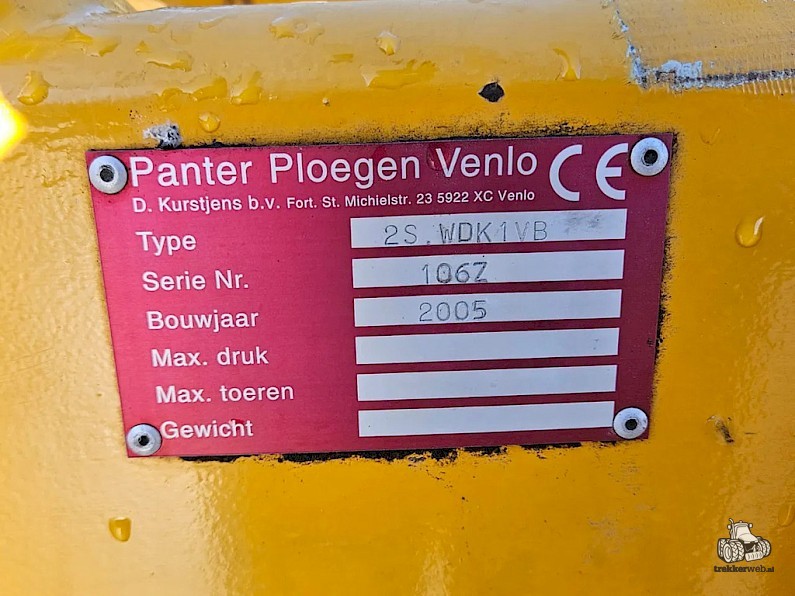 Panter Ploegen Venlo CE
D. Kurstjens b.v. Fort. St. Michielstr. 23 5922 XC Venlo
Type 2S.WDK1VB
Serie Nr. 106Z
Bouwjaar 2005
Max. druk
Max. toeren
Gewicht
trekkerweb.nl